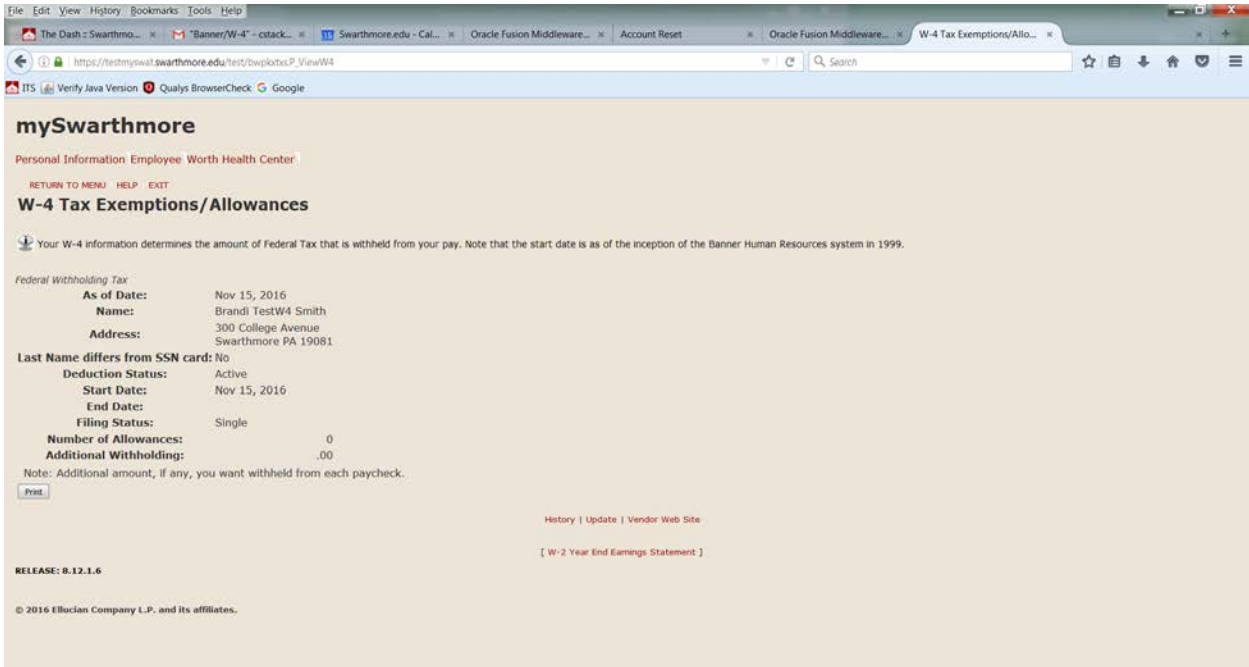 File Edit View History Bookmarks Tools Help
The Dash :: Swarthmo... × "Banner/W-4" - cstack... × Swarthmore.edu - Cal... × Oracle Fusion Middleware... × Account Reset × Oracle Fusion Middleware... × W-4 Tax Exemptions/Allo... ×
https://testmyswat.swarthmore.edu/test/bwpkxtxs.P_ViewW4 Search
ITS Verify Java Version Qualys BrowserCheck Google
mySwarthmore
Personal Information Employee Worth Health Center
RETURN TO MENU HELP EXIT
W-4 Tax Exemptions/Allowances
Your W-4 information determines the amount of Federal Tax that is withheld from your pay. Note that the start date is as of the inception of the Banner Human Resources system in 1999.
Federal Withholding Tax
As of Date: Nov 15, 2016
Name: Brandi TestW4 Smith
Address: 300 College Avenue
Swarthmore PA 19081
Last Name differs from SSN card: No
Deduction Status: Active
Start Date: Nov 15, 2016
End Date:
Filing Status: Single
Number of Allowances: 0
Additional Withholding: .00
Note: Additional amount, if any, you want withheld from each paycheck.
Print
History | Update | Vendor Web Site
[ W-2 Year End Earnings Statement ]
RELEASE: 8.12.1.6
© 2016 Ellucian Company L.P. and its affiliates.